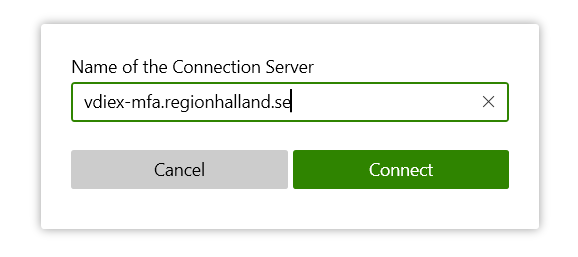 Name of the Connection Server
vdiex-mfa.regionhalland.se
Cancel
Connect